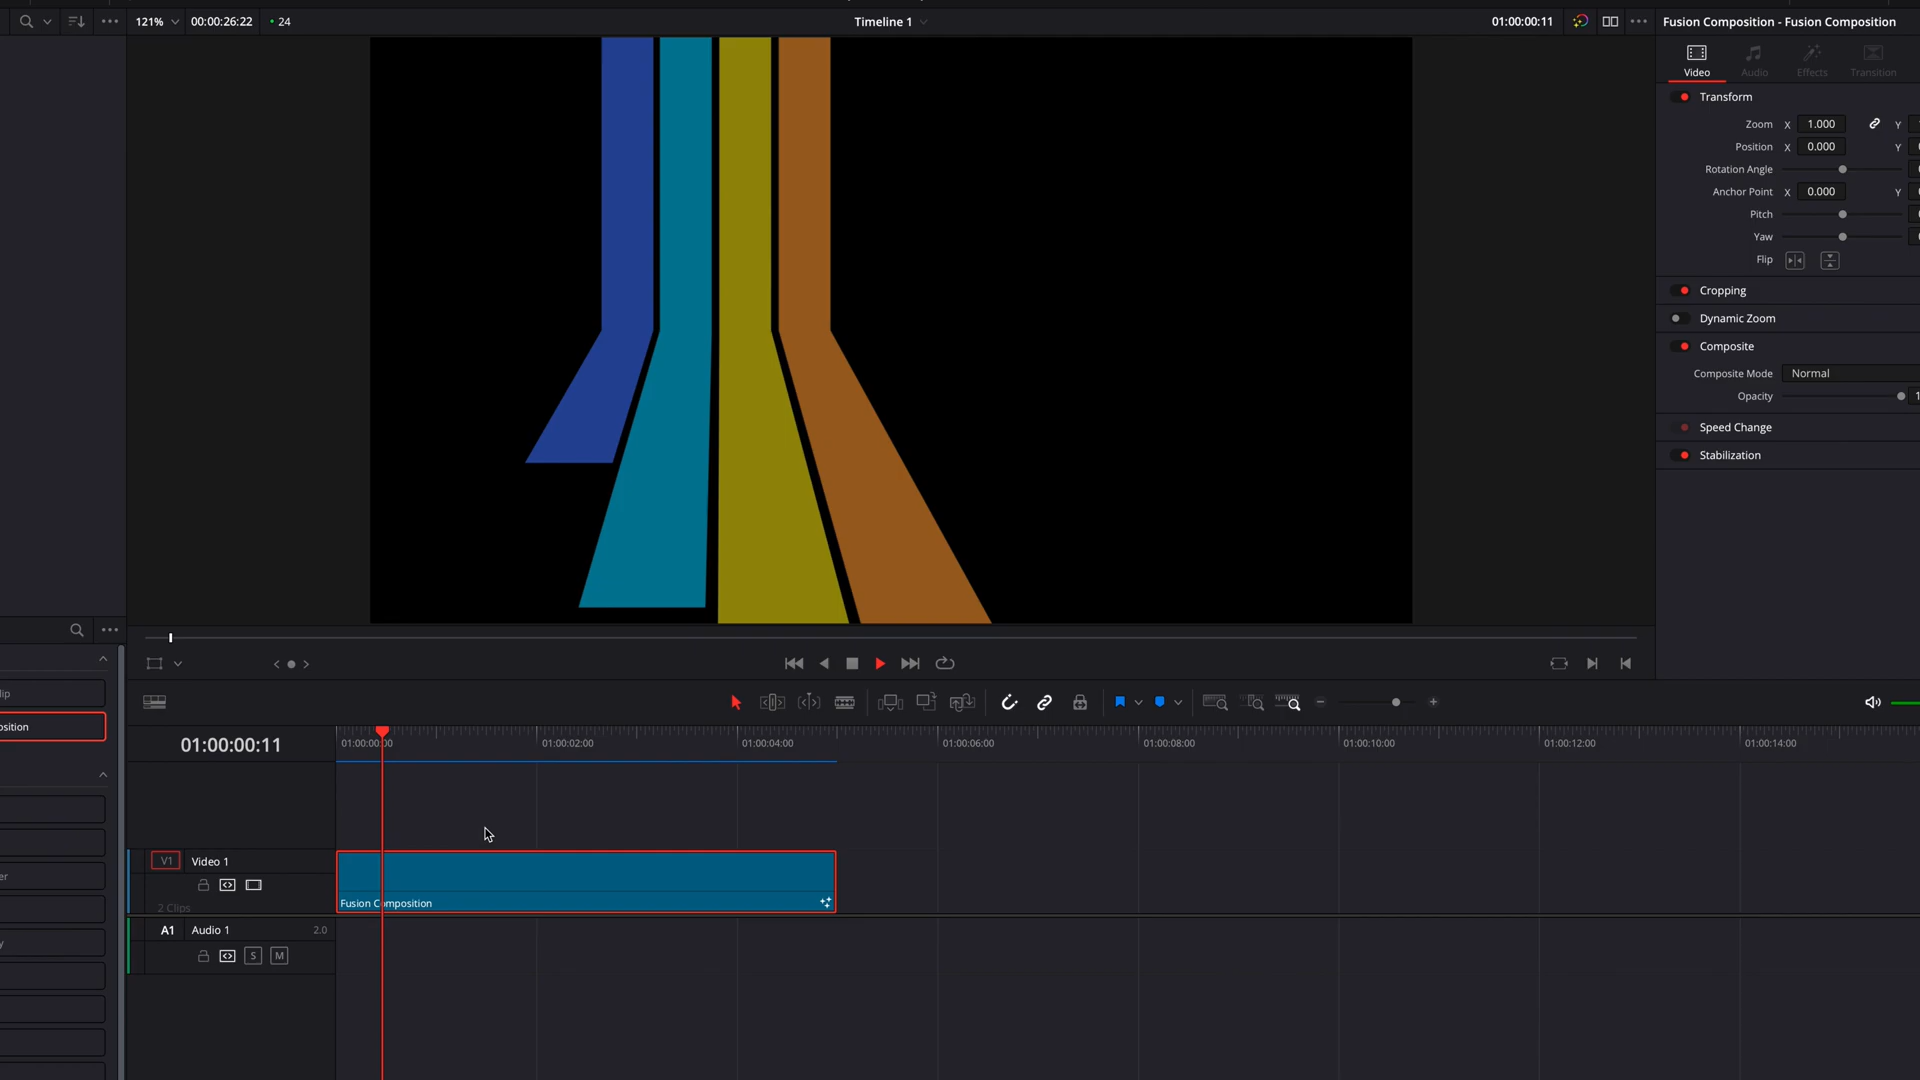 121%
00:00:26:22
24
Timeline 1
01:00:00:11
Fusion Composition - Fusion Composition
Video
Audio
Effects
Transition
Transform
Zoom X 1.000 Y
Position X 0.000 Y
Rotation Angle
Anchor Point X 0.000 Y
Pitch
Yaw
Flip
Cropping
Dynamic Zoom
Composite
Composite Mode Normal
Opacity
Speed Change
Stabilization
lip
osition
er
y
01:00:00:11
01:00:00:00
01:00:02:00
01:00:04:00
01:00:06:00
01:00:08:00
01:00:10:00
01:00:12:00
01:00:14:00
V1 Video 1
2 Clips
Fusion Composition
A1 Audio 1 2.0
S M